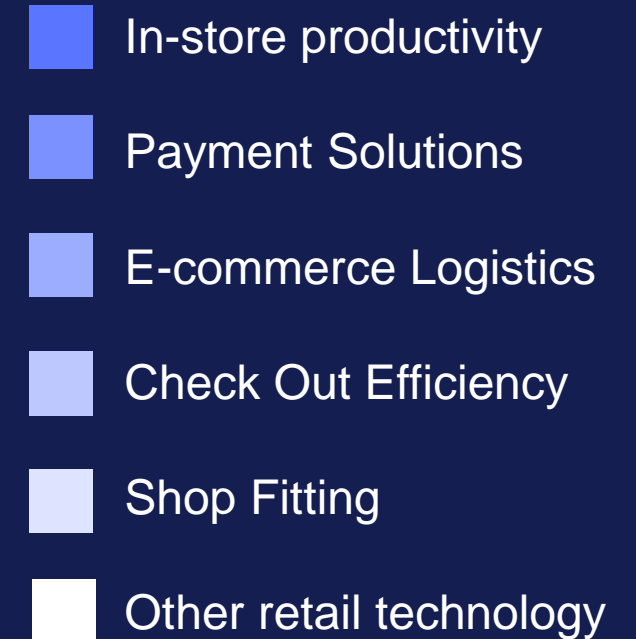 In-store productivity
Payment Solutions
E-commerce Logistics
Check Out Efficiency
Shop Fitting
Other retail technology